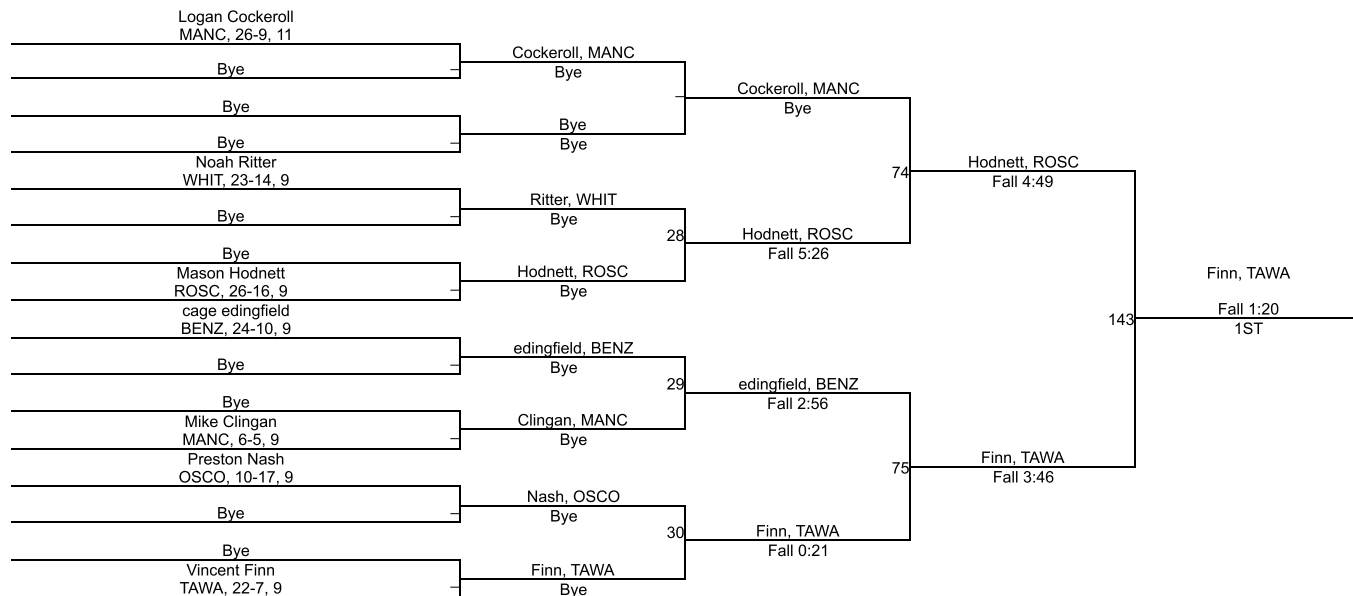 Logan Cockeroll
MANC, 26-9, 11
Bye
Bye
Bye
Noah Ritter
WHIT, 23-14, 9
Bye
Bye
Mason Hodnett
ROSC, 26-16, 9
cage edingfield
BENZ, 24-10, 9
Bye
Bye
Mike Clingan
MANC, 6-5, 9
Preston Nash
OSCO, 10-17, 9
Bye
Bye
Vincent Finn
TAWA, 22-7, 9
Cockeroll, MANC
Bye
Bye
Bye
Ritter, WHIT
Bye
28
Hodnett, ROSC
Bye
edingfield, BENZ
Bye
29
Clingan, MANC
Bye
Nash, OSCO
Bye
30
Finn, TAWA
Bye
Cockeroll, MANC
Bye
74
Hodnett, ROSC
Fall 5:26
edingfield, BENZ
Fall 2:56
75
Finn, TAWA
Fall 0:21
Hodnett, ROSC
Fall 4:49
143
Finn, TAWA
Fall 3:46
Finn, TAWA
Fall 1:20
1ST